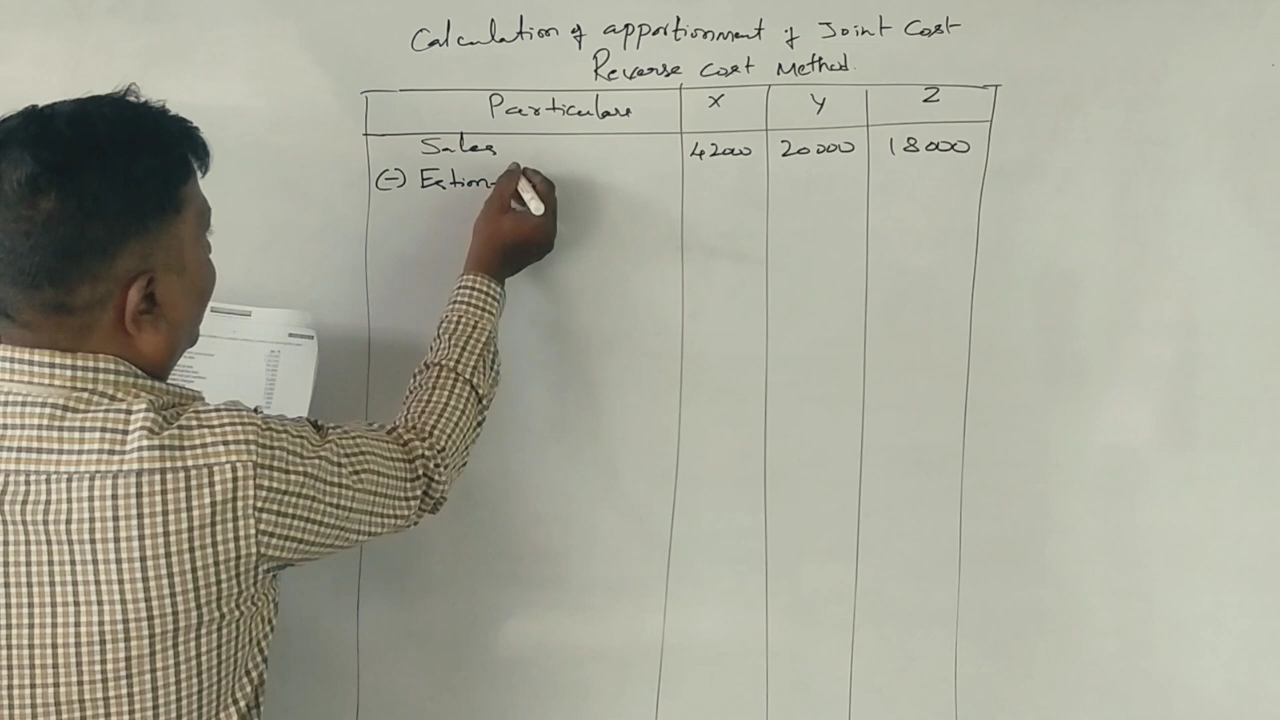 Calculation of apportionment of Joint Cost
Reverse Cost Method.
Particulars X Y Z
Sales 42000 20000 18000
(-) Estim